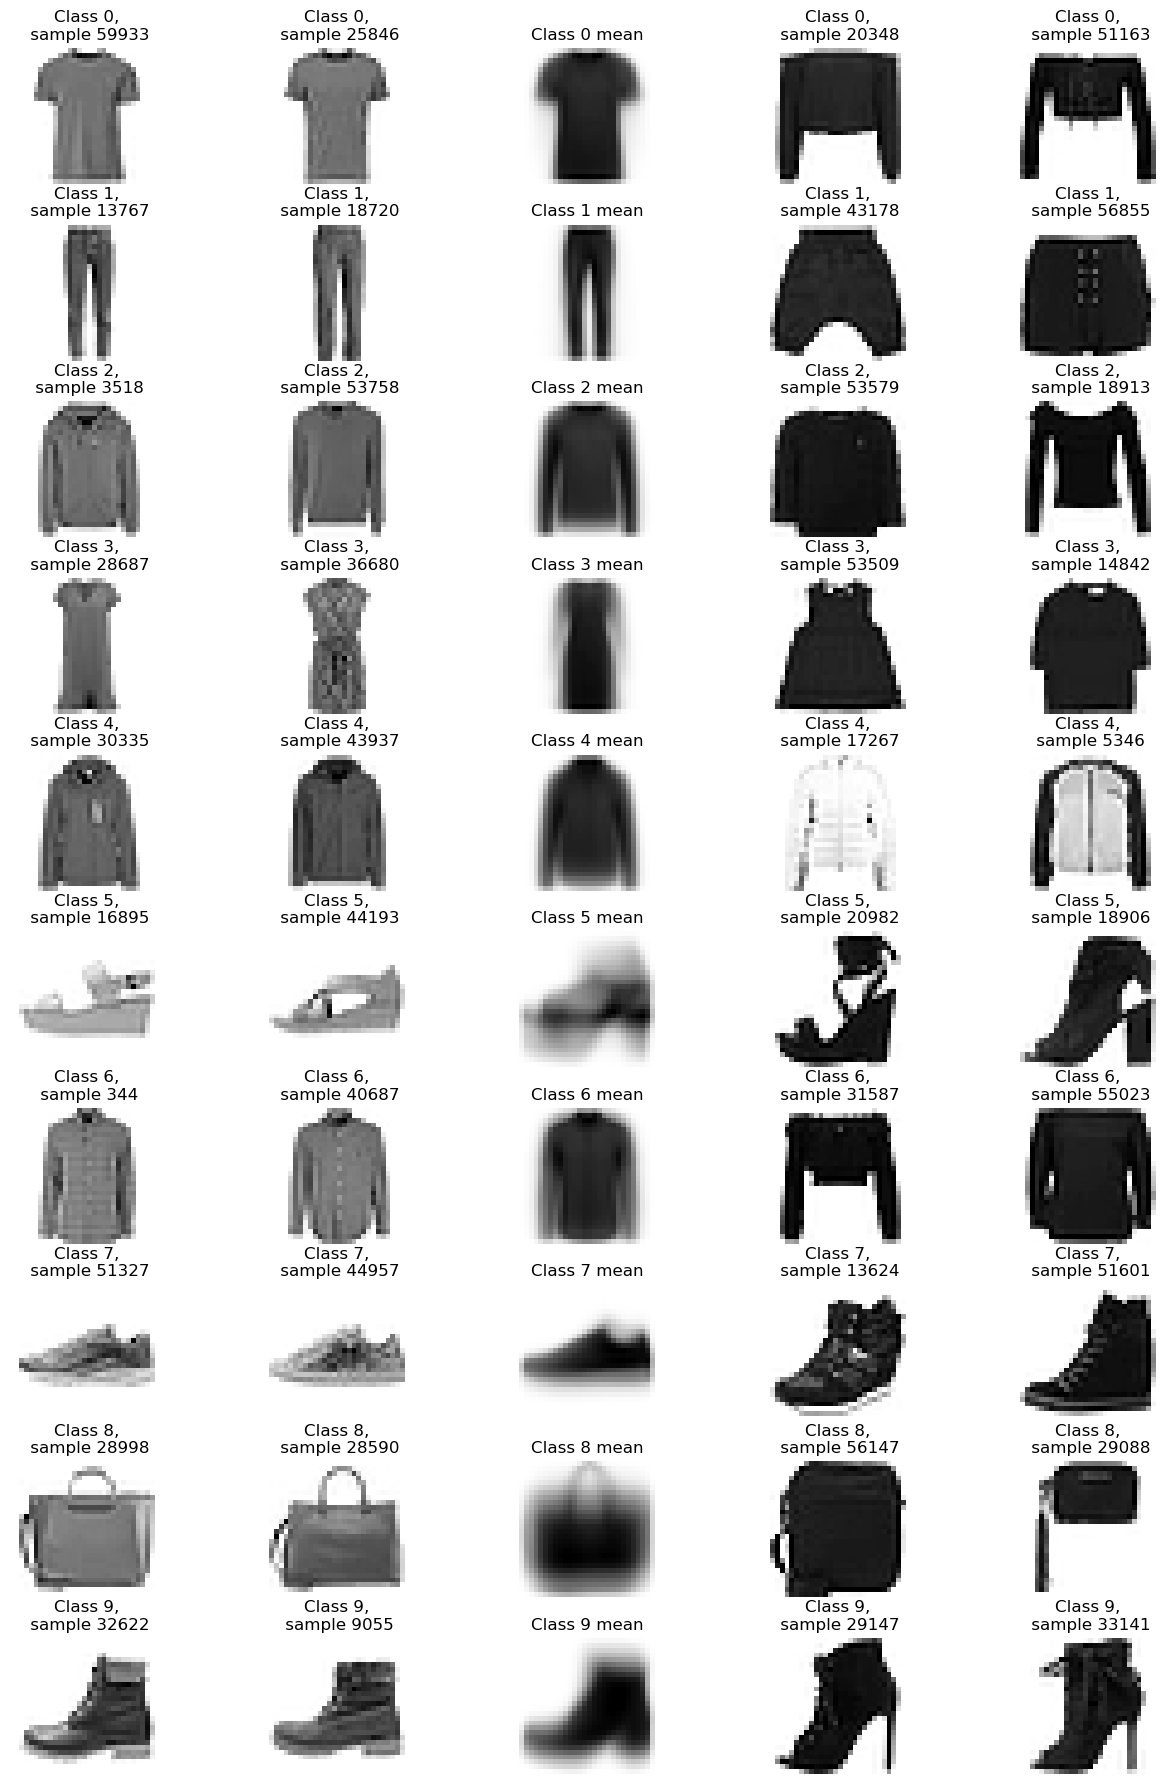 Class 0,
sample 59933
Class 0,
sample 25846
Class 0 mean
Class 0,
sample 20348
Class 0,
sample 51163
Class 1,
sample 13767
Class 1,
sample 18720
Class 1 mean
Class 1,
sample 43178
Class 1,
sample 56855
Class 2,
sample 3518
Class 2,
sample 53758
Class 2 mean
Class 2,
sample 53579
Class 2,
sample 18913
Class 3,
sample 28687
Class 3,
sample 36680
Class 3 mean
Class 3,
sample 53509
Class 3,
sample 14842
Class 4,
sample 30335
Class 4,
sample 43937
Class 4 mean
Class 4,
sample 17267
Class 4,
sample 5346
Class 5,
sample 16895
Class 5,
sample 44193
Class 5 mean
Class 5,
sample 20982
Class 5,
sample 18906
Class 6,
sample 344
Class 6,
sample 40687
Class 6 mean
Class 6,
sample 31587
Class 6,
sample 55023
Class 7,
sample 51327
Class 7,
sample 44957
Class 7 mean
Class 7,
sample 13624
Class 7,
sample 51601
Class 8,
sample 28998
Class 8,
sample 28590
Class 8 mean
Class 8,
sample 56147
Class 8,
sample 29088
Class 9,
sample 32622
Class 9,
sample 9055
Class 9 mean
Class 9,
sample 29147
Class 9,
sample 33141